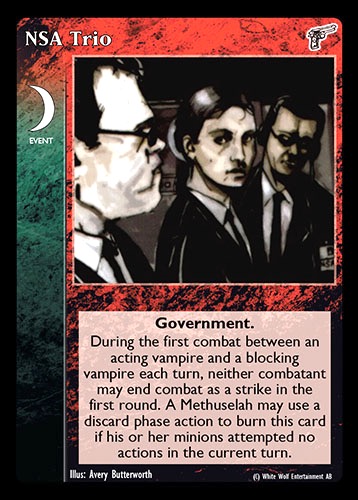 NSA Trio
EVENT
Government.
During the first combat between an
acting vampire and a blocking
vampire each turn, neither combatant
may end combat as a strike in the
first round. A Methuselah may use a
discard phase action to burn this card
if his or her minions attempted no
actions in the current turn.
Illus: Avery Butterworth
(C) White Wolf Entertainment AB